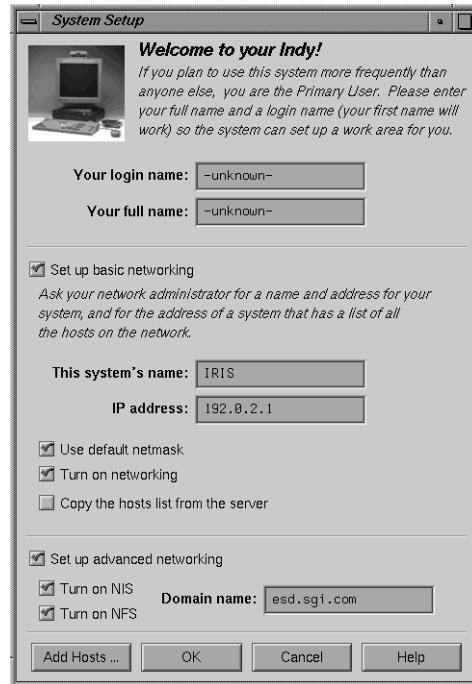 System Setup
Welcome to your Indy!
If you plan to use this system more frequently than
anyone else, you are the Primary User. Please enter
your full name and a login name (your first name will
work) so the system can set up a work area for you.
Your login name: -unknown-
Your full name: -unknown-
Set up basic networking
Ask your network administrator for a name and address for your
system, and for the address of a system that has a list of all
the hosts on the network.
This system's name: IRIS
IP address: 192.0.2.1
Use default netmask
Turn on networking
Copy the hosts list from the server
Set up advanced networking
Turn on NIS
Domain name: esd.sgi.com
Turn on NFS
Add Hosts ... OK Cancel Help